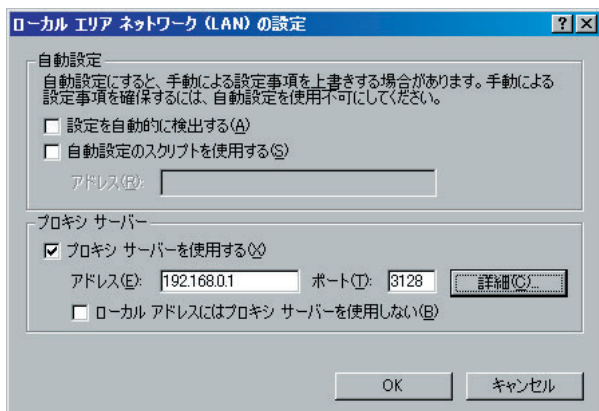 ローカル エリア ネットワーク (LAN) の設定
自動設定
自動設定にすると、手動による設定事項を上書きする場合があります。手動による
設定事項を確保するには、自動設定を使用不可にしてください。
設定を自動的に検出する(A)
自動設定のスクリプトを使用する(S)
アドレス(R):
プロキシ サーバー
プロキシ サーバーを使用する(X)
アドレス(E): 192.168.0.1 ポート(T): 3128 詳細(C)...
ローカル アドレスにはプロキシ サーバーを使用しない(B)
OK キャンセル